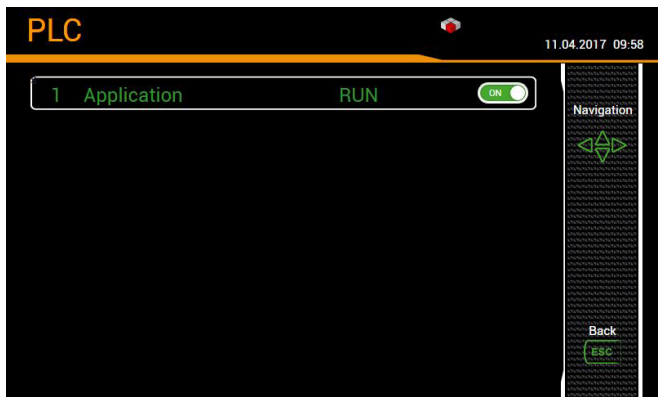 PLC
11.04.2017 09:58
1 Application RUN ON
Navigation
Back
ESC